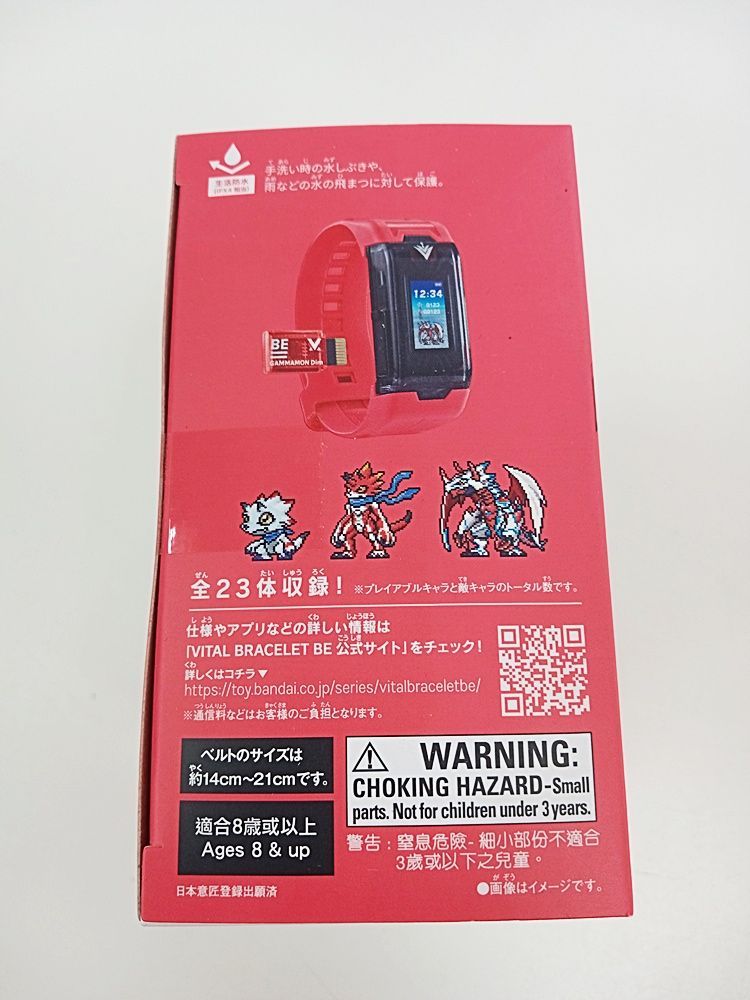 手洗い時の水しぶきや、
雨などの水の飛まつに対して保護。
生活防水
12:34
BE
GAMMAMON Dim
全23体収録! ※プレイアブルキャラと敵キャラのトータル数です。
仕様やアプリなどの詳しい情報は
「VITAL BRACELET BE 公式サイト」をチェック!
詳しくはコチラ▼
https://toy.bandai.co.jp/series/vitalbraceletbe/
※通信料などはお客様のご負担となります。
ベルトのサイズは
約14cm~21cmです。
適合8歳或以上
Ages 8 & up
日本意匠登録出願済
⚠ WARNING:
CHOKING HAZARD-Small
parts. Not for children under 3 years.
警告:窒息危險-細小部份不適合
3歲或以下之兒童。
●画像はイメージです。